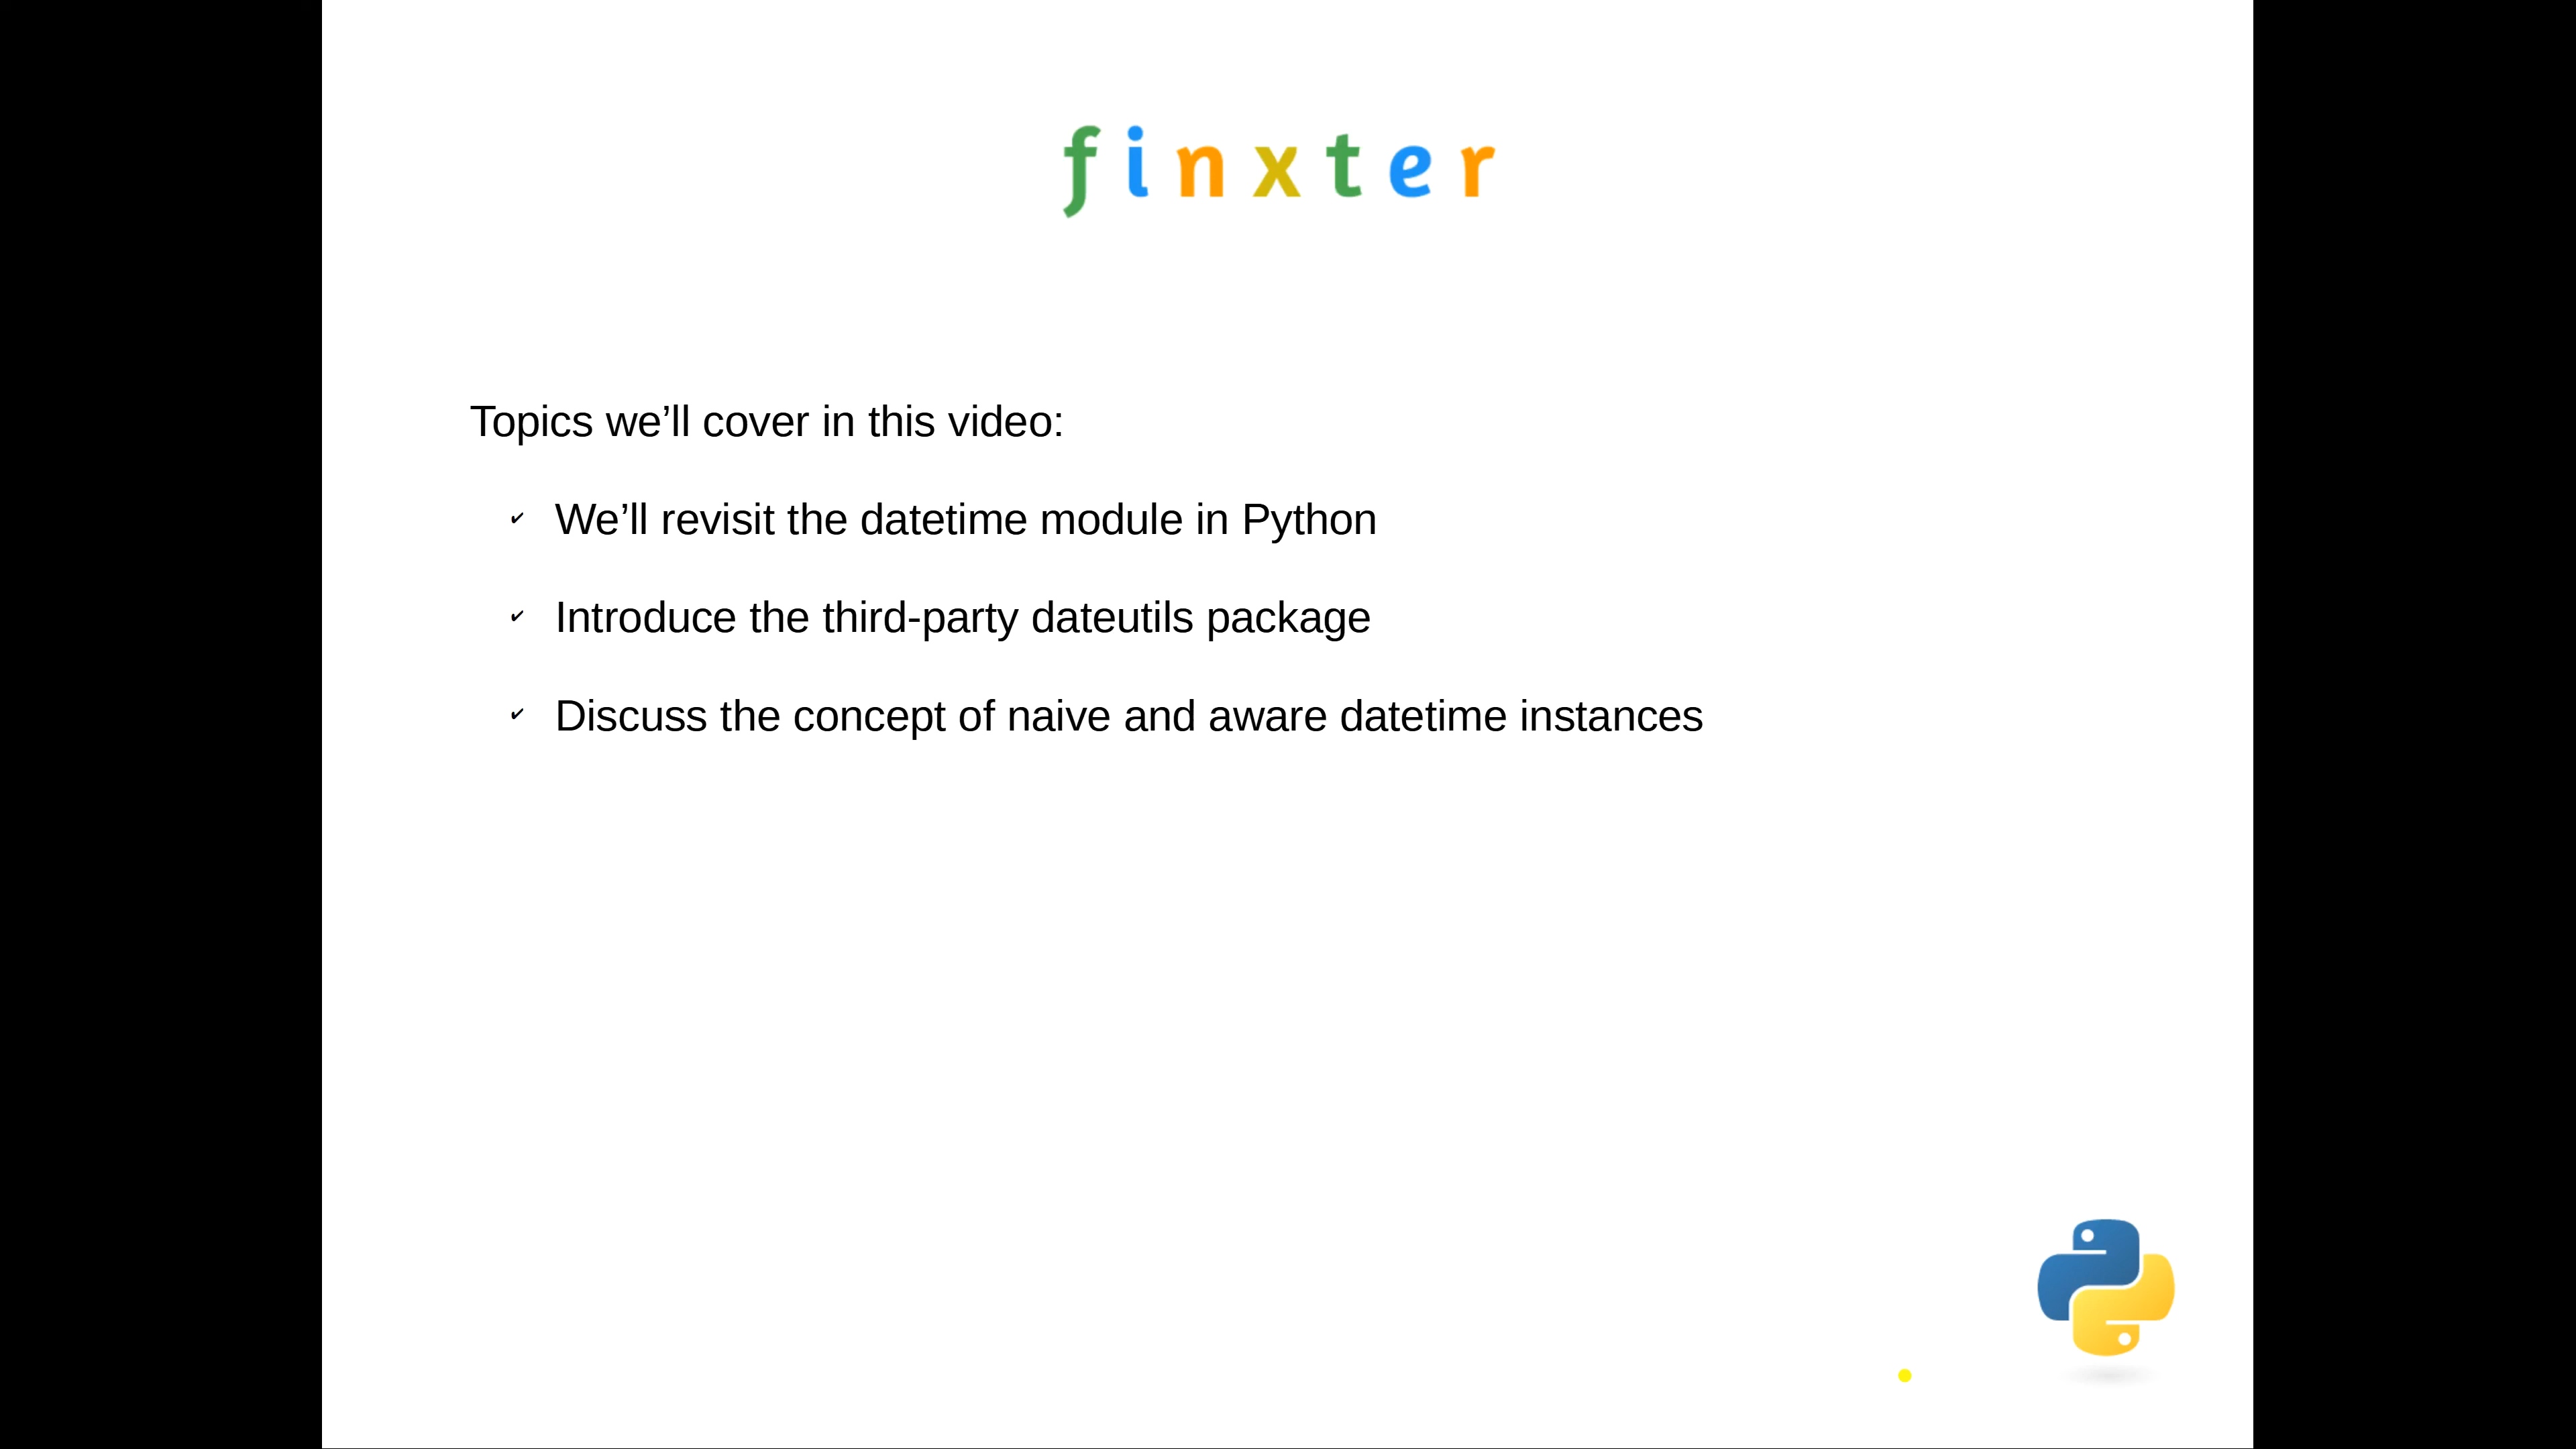 finxter
Topics we’ll cover in this video:
✔ We’ll revisit the datetime module in Python
✔ Introduce the third-party dateutils package
✔ Discuss the concept of naive and aware datetime instances